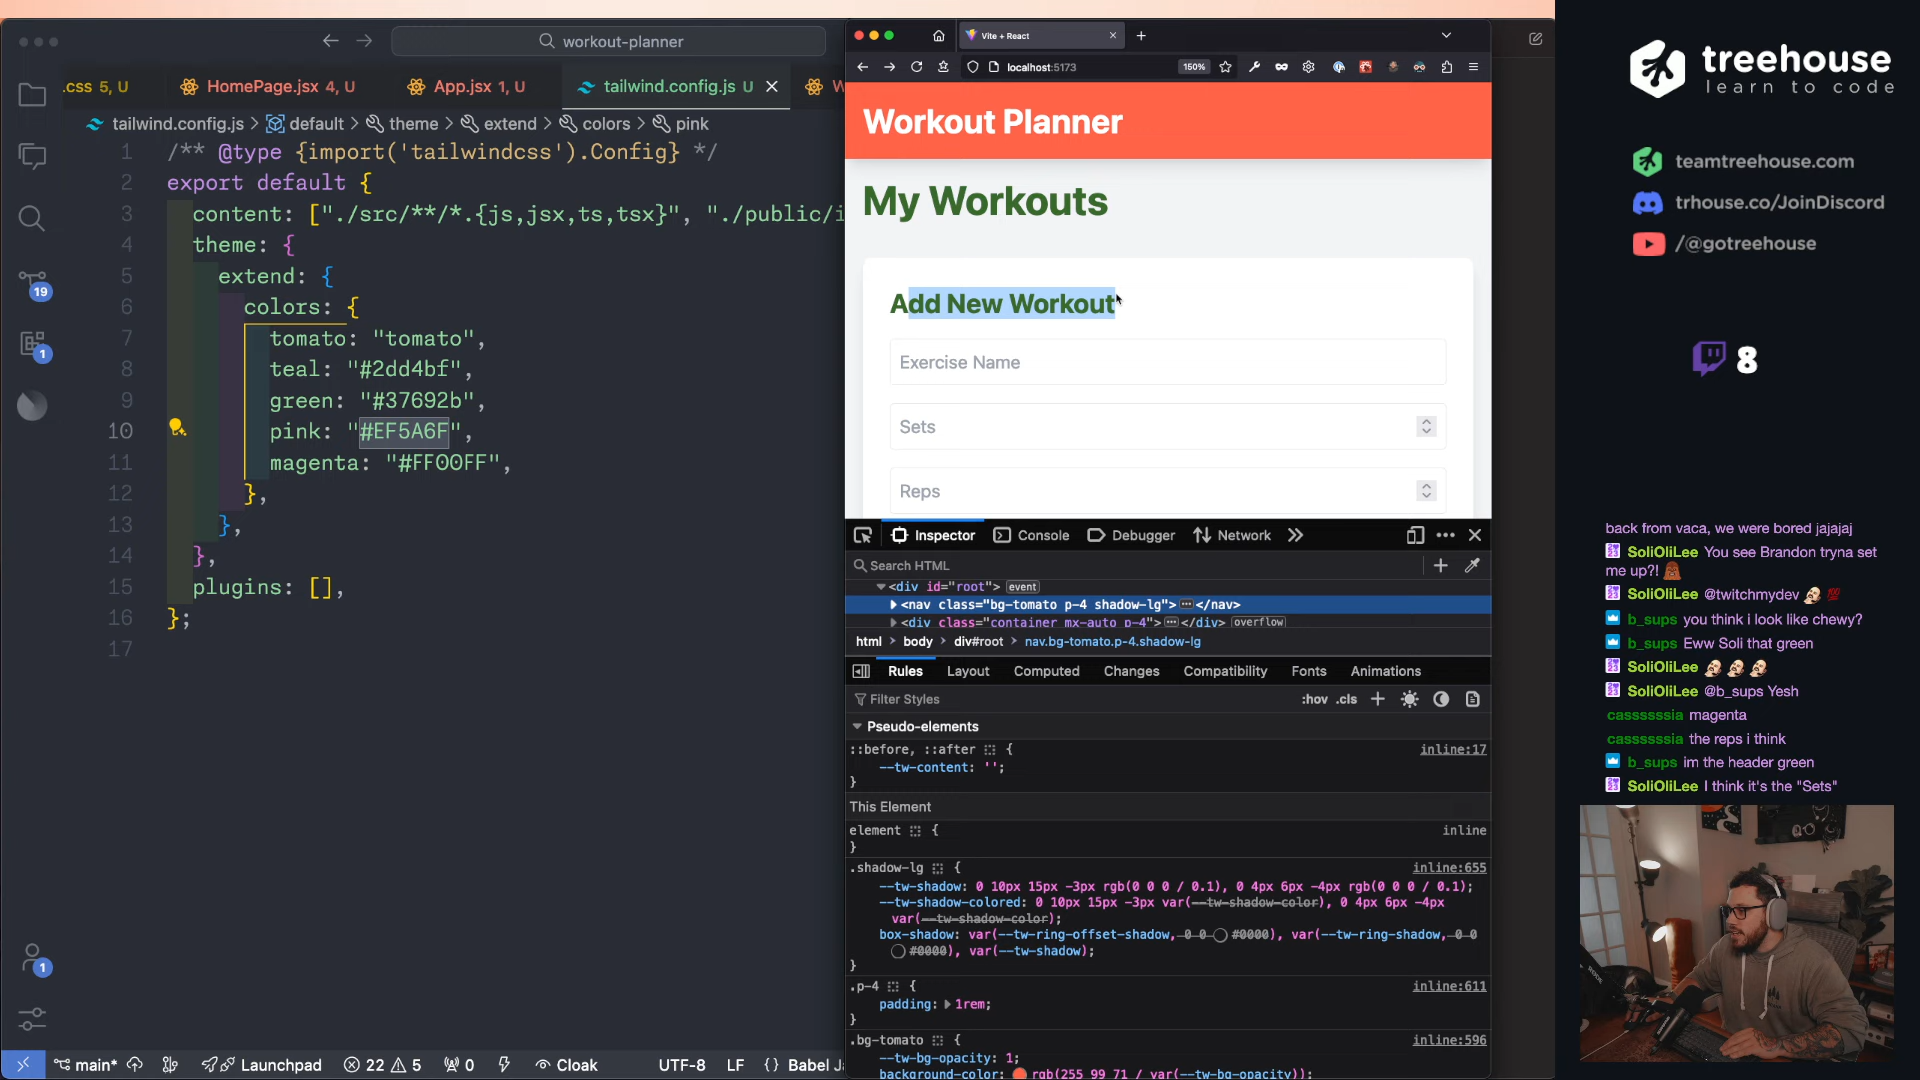 workout-planner
.css 5, U
HomePage.jsx 4, U
App.jsx 1, U
tailwind.config.js U
tailwind.config.js > default > theme > extend > colors > pink
1 /** @type {import('tailwindcss').Config} */
2 export default {
3 content: ["./src/**/*.{js,jsx,ts,tsx}", "./public/i
4 theme: {
5 extend: {
6 colors: {
7 tomato: "tomato",
8 teal: "#2dd4bf",
9 green: "#37692b",
10 pink: "#EF5A6F",
11 magenta: "#FF00FF",
12 },
13 },
14 },
15 plugins: [],
16 };
17
19
1
1
main*
Launchpad
22
5
0
Cloak
UTF-8
LF
{} Babel Ja
Vite + React
localhost:5173
150%
Workout Planner
My Workouts
Add New Workout
Exercise Name
Sets
Reps
Inspector
Console
Debugger
Network
Search HTML
<div id="root"> event
<nav class="bg-tomato p-4 shadow-lg"> </nav>
<div class="container mx-auto p-4"> </div> overflow
html > body > div#root > nav.bg-tomato.p-4.shadow-lg
Rules
Layout
Computed
Changes
Compatibility
Fonts
Animations
Filter Styles
:hov .cls
Pseudo-elements
::before, ::after { inline:17
--tw-content: '';
}
This Element
element { inline
}
.shadow-lg { inline:655
--tw-shadow: 0 10px 15px -3px rgb(0 0 0 / 0.1), 0 4px 6px -4px rgb(0 0 0 / 0.1);
--tw-shadow-colored: 0 10px 15px -3px var(--tw-shadow-color), 0 4px 6px -4px
var(--tw-shadow-color);
box-shadow: var(--tw-ring-offset-shadow, 0 0 #0000), var(--tw-ring-shadow, 0 0
#0000), var(--tw-shadow);
}
.p-4 { inline:611
padding: 1rem;
}
.bg-tomato { inline:596
--tw-bg-opacity: 1;
background-color: rgb(255 99 71 / var(--tw-bg-opacity));
treehouse
learn to code
teamtreehouse.com
trhouse.co/JoinDiscord
/@gotreehouse
8
back from vaca, we were bored jajajaj
SoliOliLee You see Brandon tryna set
me up?!
SoliOliLee @twitchmydev
b_sups you think i look like chewy?
b_sups Eww Soli that green
SoliOliLee
SoliOliLee @b_sups Yesh
casssssssia magenta
casssssssia the reps i think
b_sups im the header green
SoliOliLee I think it's the "Sets"